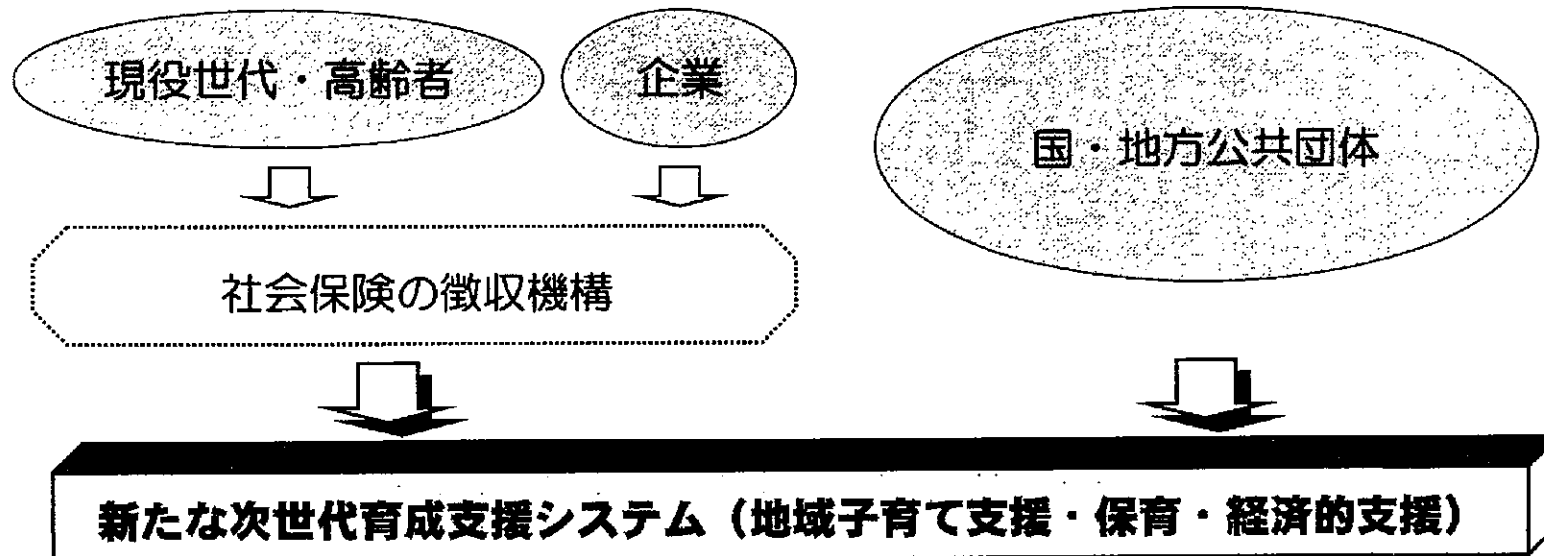 現役世代・高齢者
企業
国・地方公共団体
社会保険の徴収機構
新たな次世代育成支援システム（地域子育て支援・保育・経済的支援）